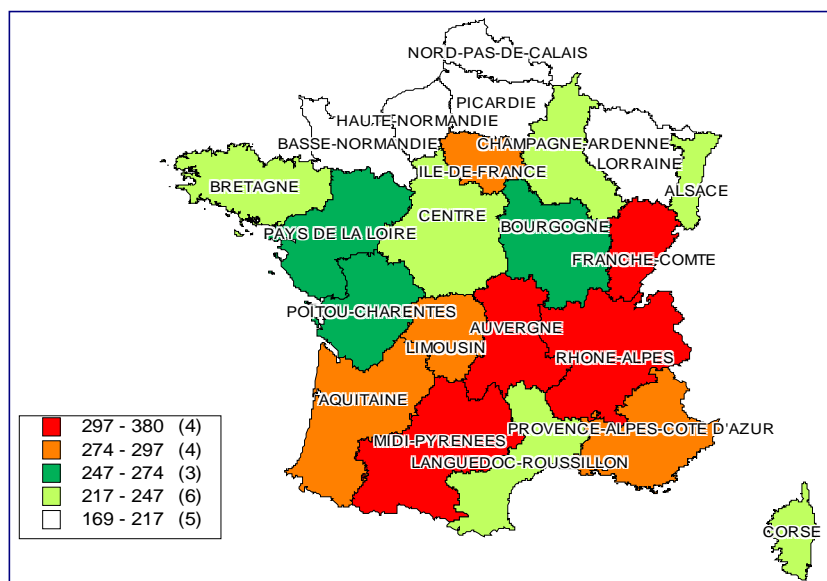 NORD-PAS-DE-CALAIS
PICARDIE
HAUTE-NORMANDIE
BASSE-NORMANDIE
CHAMPAGNE-ARDENNE
LORRAINE
ILE-DE-FRANCE
ALSACE
BRETAGNE
CENTRE
PAYS DE LA LOIRE
BOURGOGNE
FRANCHE-COMTE
POITOU-CHARENTES
AUVERGNE
LIMOUSIN
RHONE-ALPES
AQUITAINE
PROVENCE-ALPES-COTE D'AZUR
MIDI-PYRENEES
LANGUEDOC-ROUSSILLON
CORSE
297 - 380 (4)
274 - 297 (4)
247 - 274 (3)
217 - 247 (6)
169 - 217 (5)